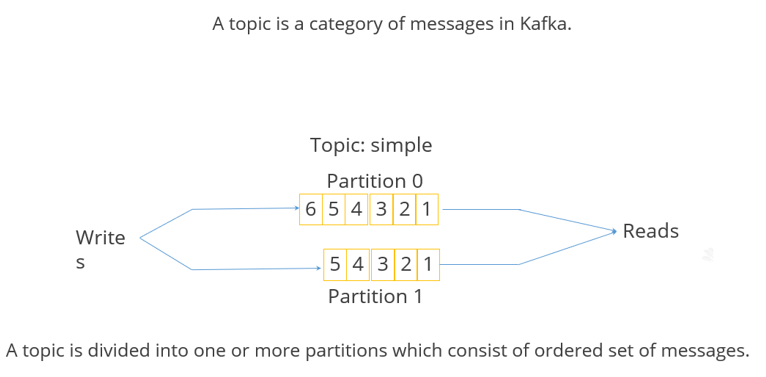 A topic is a category of messages in Kafka.
Topic: simple
Partition 0
6 5 4 3 2 1
Write
s
Reads
5 4 3 2 1
Partition 1
A topic is divided into one or more partitions which consist of ordered set of messages.